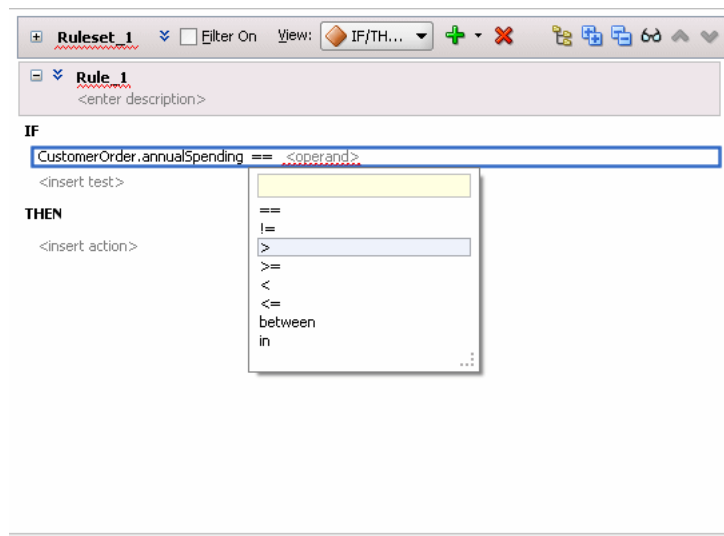 Ruleset_1 Filter On View: IF/TH...
Rule_1
<enter description>
IF
CustomerOrder.annualSpending == <operand>
<insert test>
==
!=
THEN
<insert action>
>
>=
<
<=
between
in